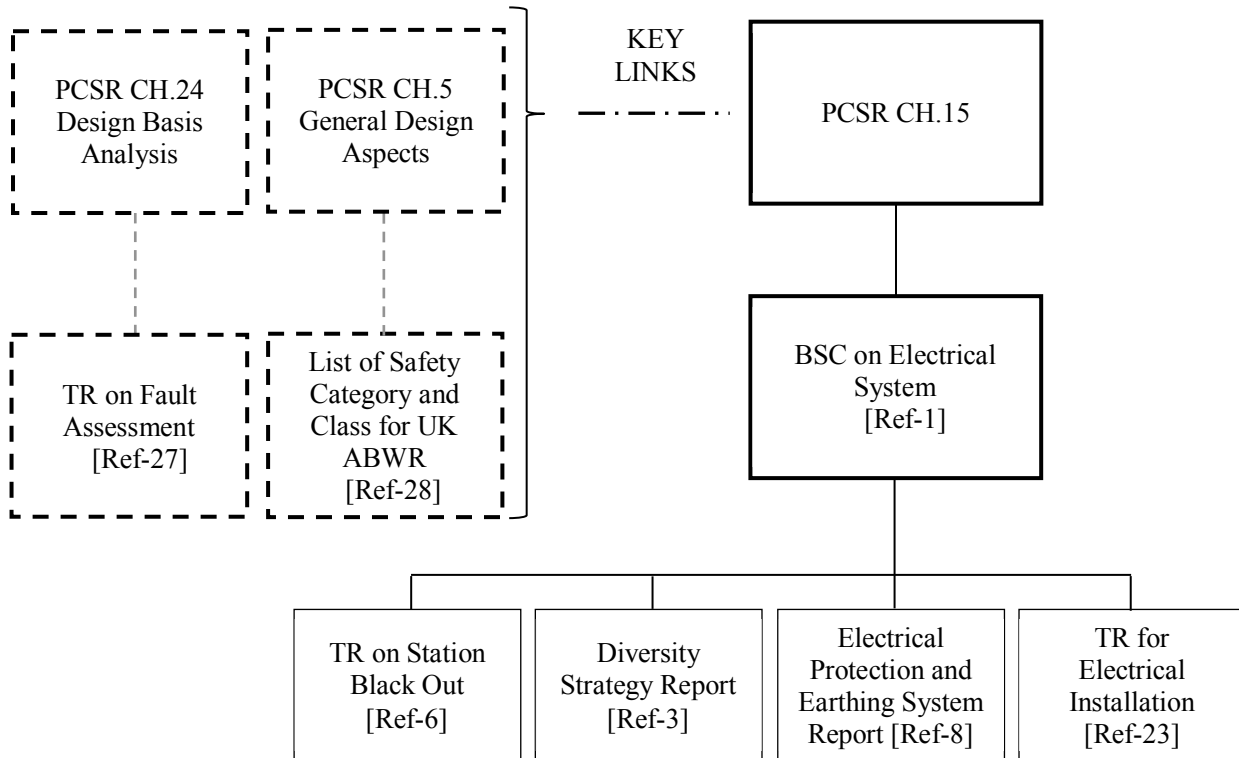 PCSR CH.24
Design Basis
Analysis
PCSR CH.5
General Design
Aspects
KEY
LINKS
PCSR CH.15
TR on Fault
Assessment
[Ref-27]
List of Safety
Category and
Class for UK
ABWR
[Ref-28]
BSC on Electrical
System
[Ref-1]
TR on Station
Black Out
[Ref-6]
Diversity
Strategy Report
[Ref-3]
Electrical
Protection and
Earthing System
Report [Ref-8]
TR for
Electrical
Installation
[Ref-23]